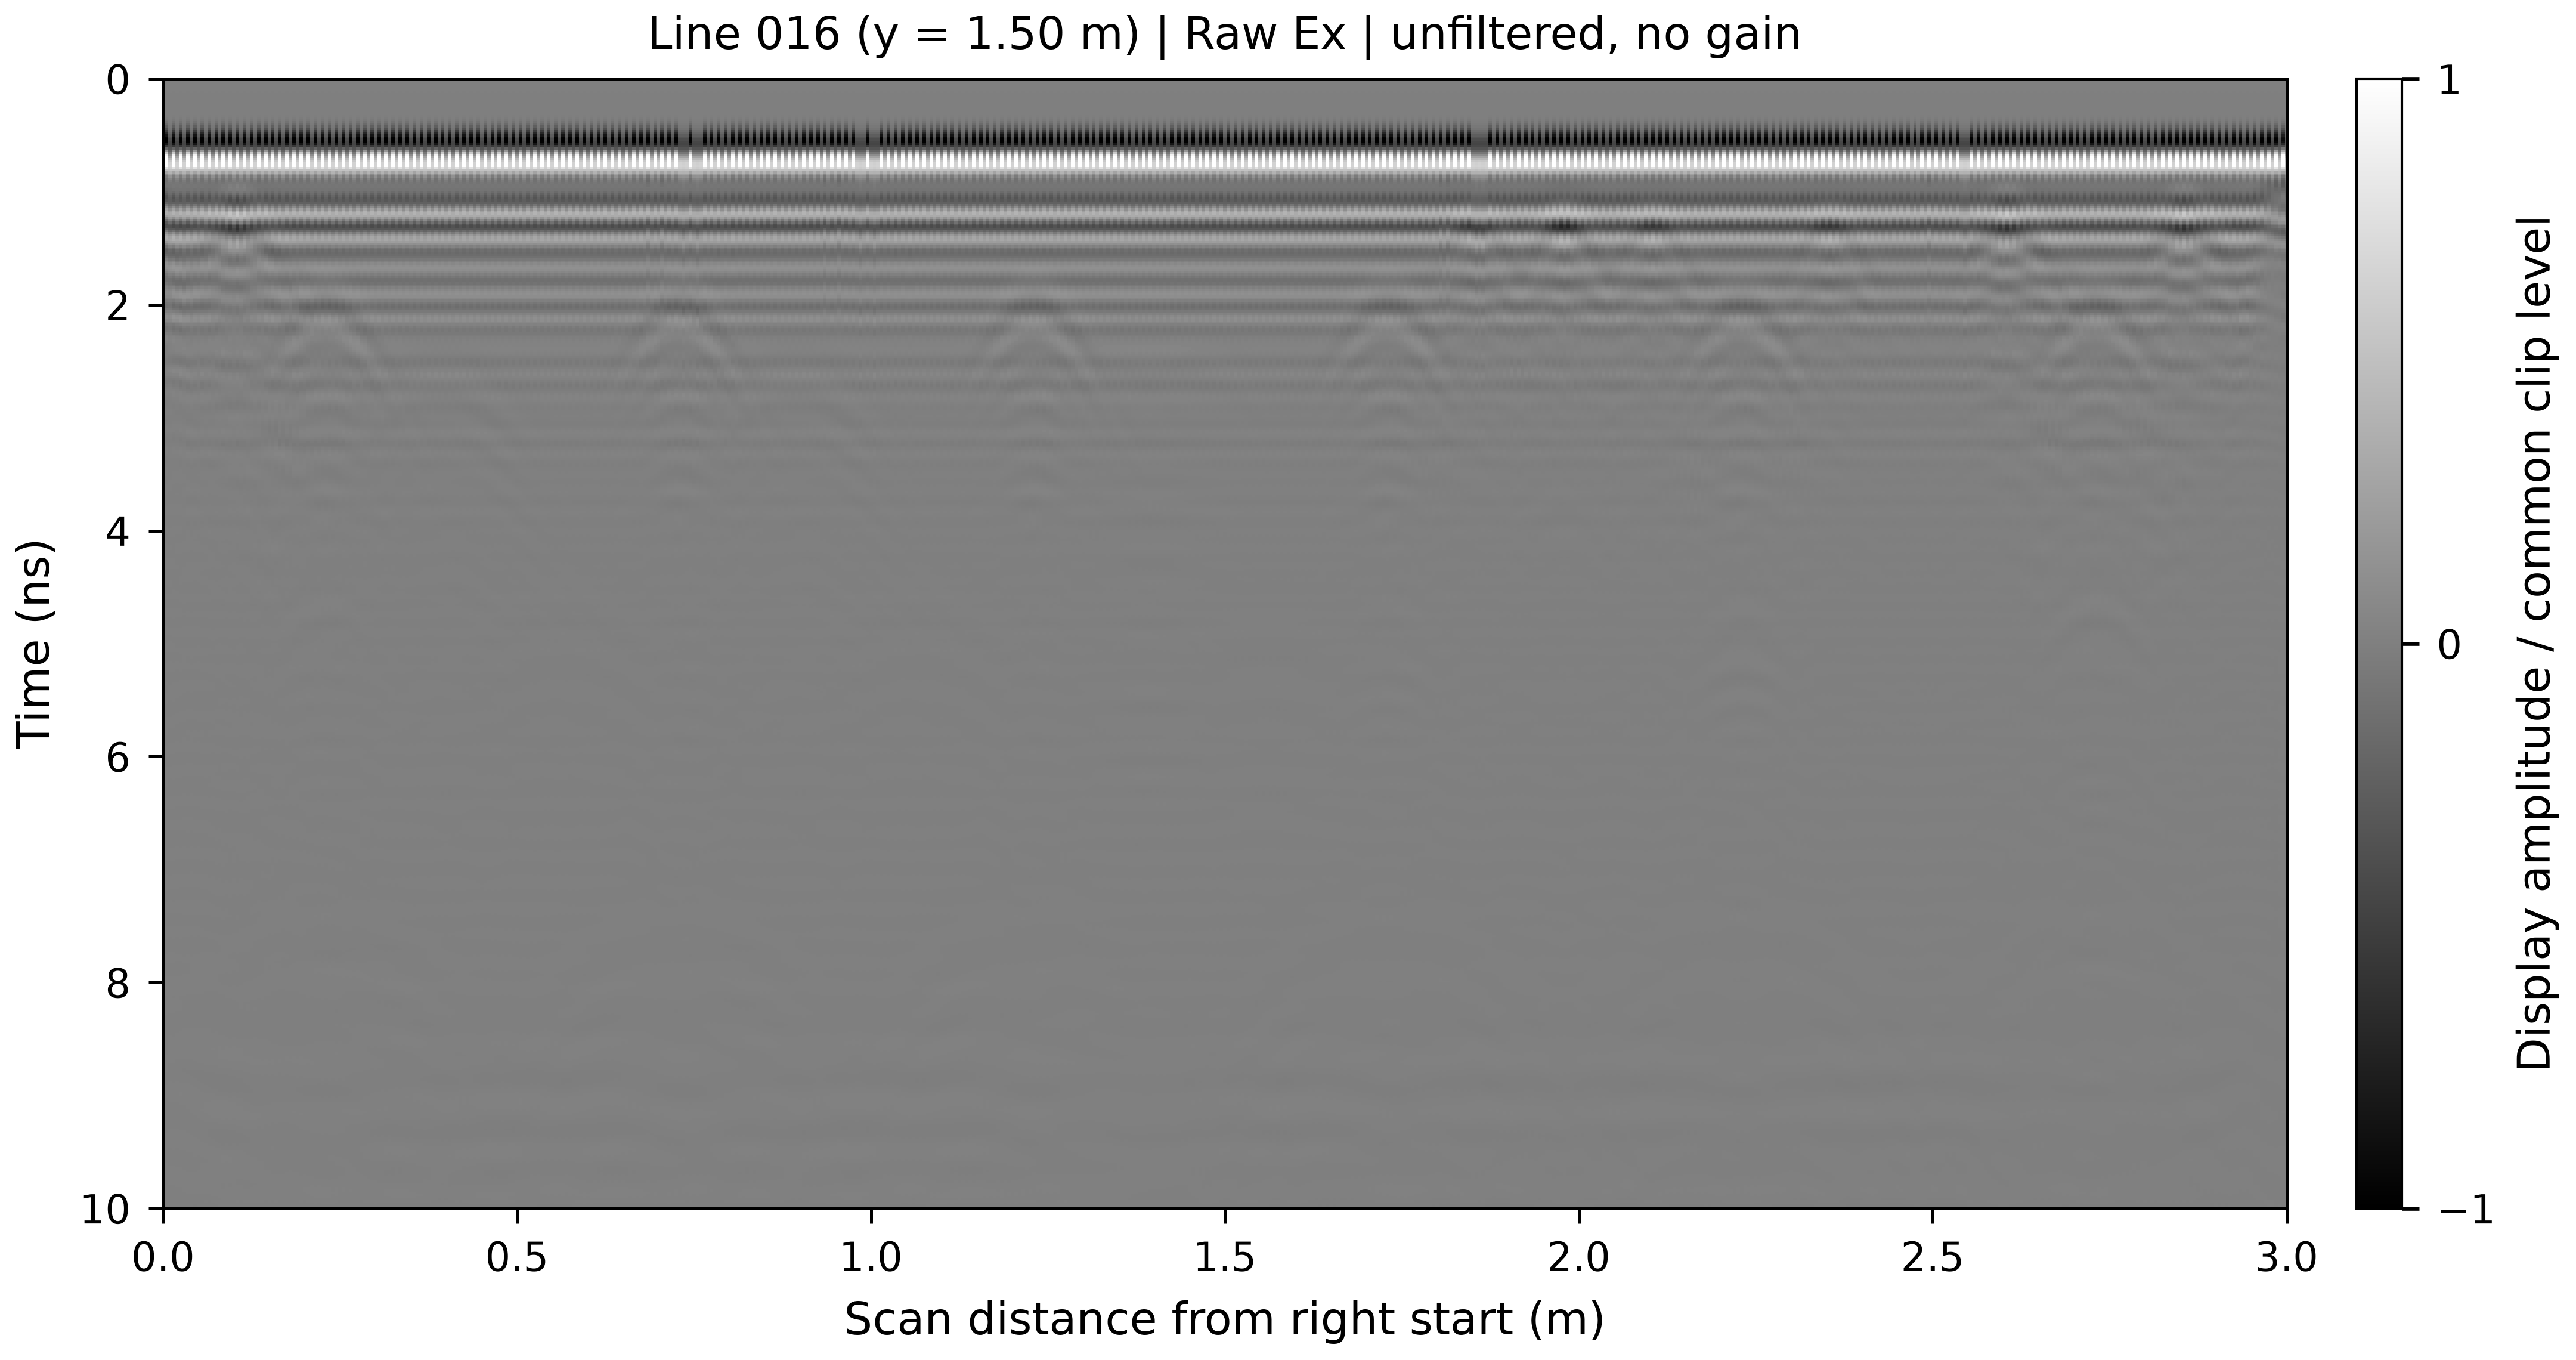 Line 016 (y = 1.50 m) | Raw Ex | unfiltered, no gain
0
2
4
6
8
10
Time (ns)
0.0 0.5 1.0 1.5 2.0 2.5 3.0
Scan distance from right start (m)
1
0
−1
Display amplitude / common clip level